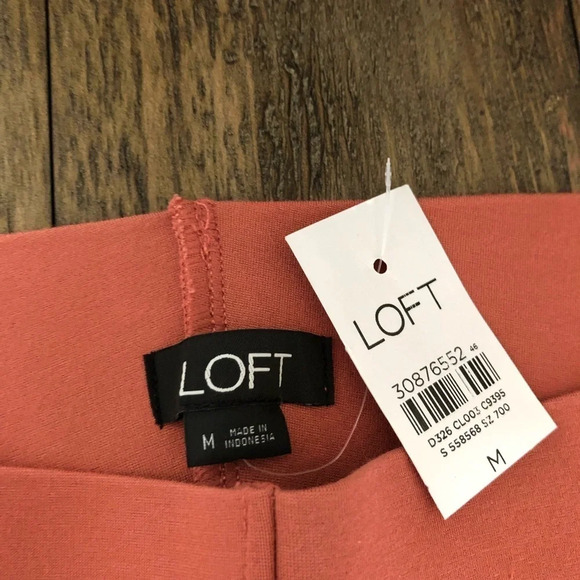 LOFT
M
MADE IN
INDONESIA
LOFT
30876552 46
D326 CL003 C9395
S 558568 SZ 700
M